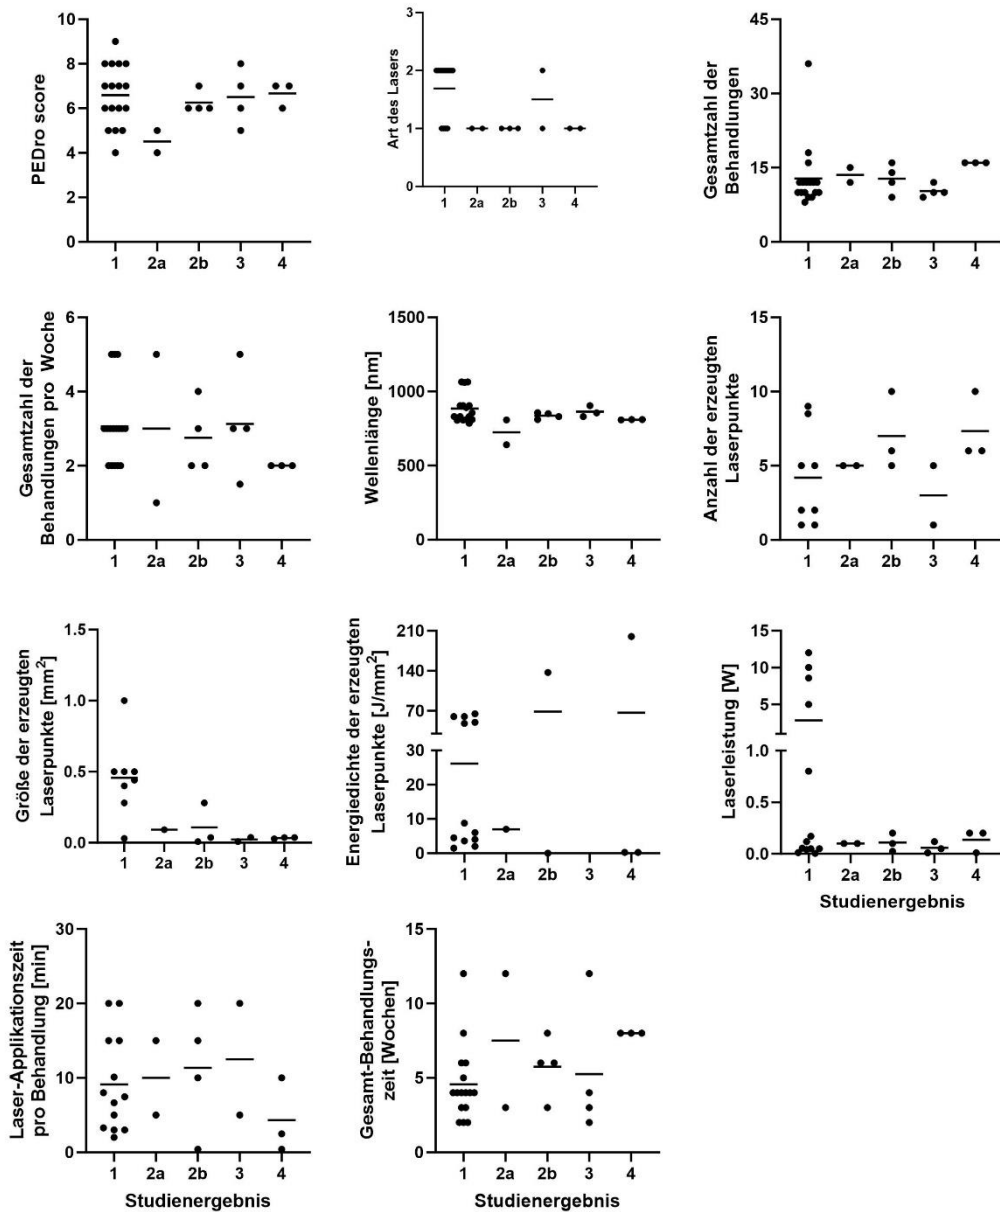 PEDro score
10
8
6
4
2
0
1 2a 2b 3 4
Art des Lasers
3
2
1
0
1 2a 2b 3 4
Gesamtzahl der
Behandlungen
45
30
15
0
1 2a 2b 3 4
Gesamtzahl der
Behandlungen pro Woche
6
4
2
0
1 2a 2b 3 4
Wellenlänge [nm]
1500
1000
500
0
1 2a 2b 3 4
Anzahl der erzeugten
Laserpunkte
15
10
5
0
1 2a 2b 3 4
Größe der erzeugten
Laserpunkte [mm²]
1.5
1.0
0.5
0.0
1 2a 2b 3 4
Energiedichte der erzeugten
Laserpunkte [J/mm²]
210
140
70
30
20
10
0
1 2a 2b 3 4
Laserleistung [W]
15
10
5
1.0
0.5
0.0
1 2a 2b 3 4
Studienergebnis
Laser-Applikationszeit
pro Behandlung [min]
30
20
10
0
1 2a 2b 3 4
Studienergebnis
Gesamt-Behandlungs-
zeit [Wochen]
15
10
5
0
1 2a 2b 3 4
Studienergebnis